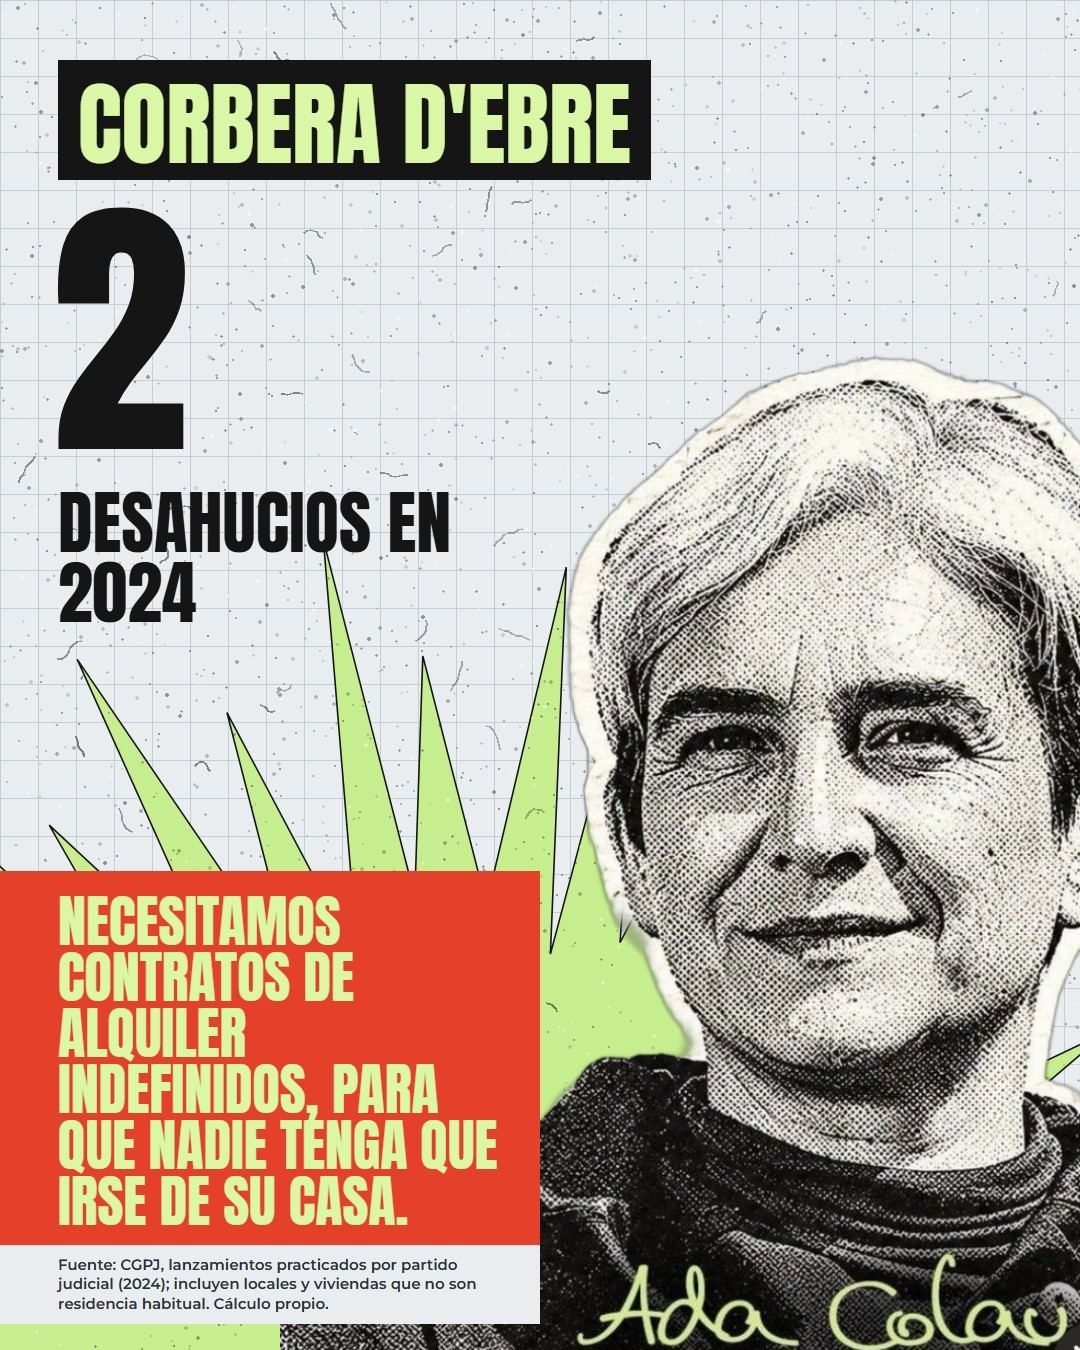 CORBERA D'EBRE
2
DESAHUCIOS EN
2024
NECESITAMOS
CONTRATOS DE
ALQUILER
INDEFINIDOS, PARA
QUE NADIE TENGA QUE
IRSE DE SU CASA.
Fuente: CGPJ, lanzamientos practicados por partido
judicial (2024); incluyen locales y viviendas que no son
residencia habitual. Cálculo propio.
Ada Colau